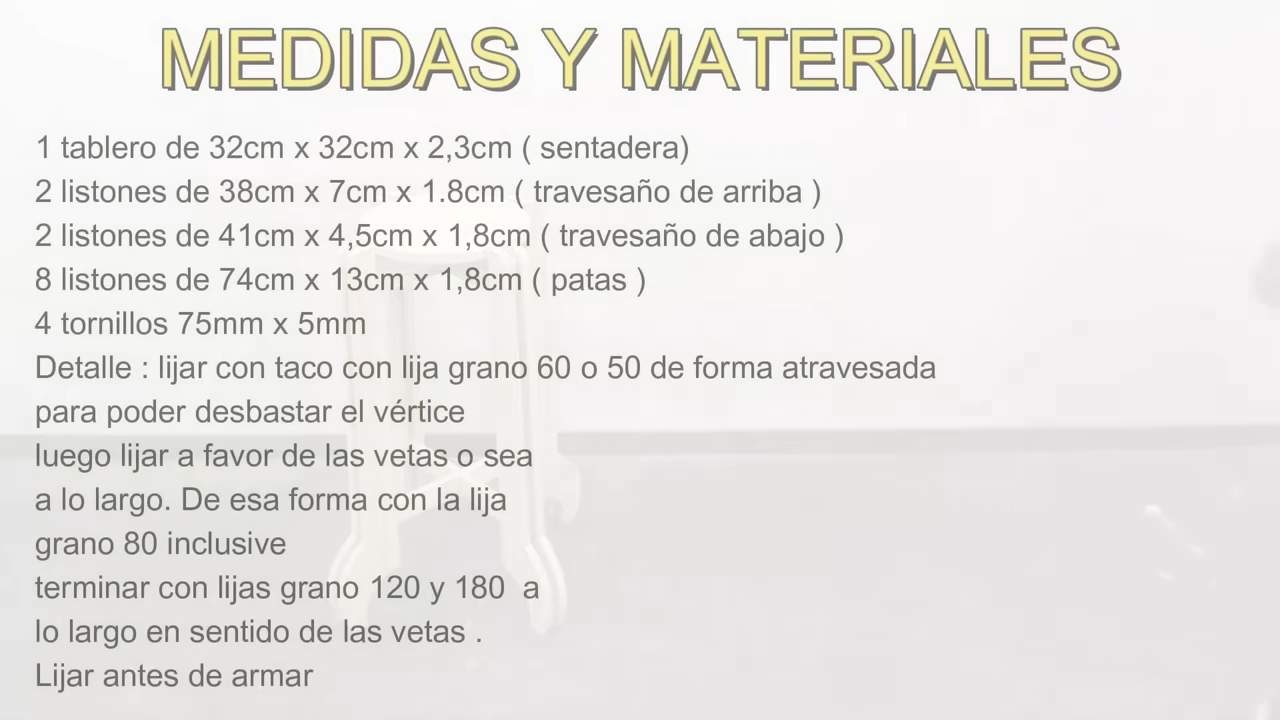 MEDIDAS Y MATERIALES
1 tablero de 32cm x 32cm x 2,3cm ( sentadera)
2 listones de 38cm x 7cm x 1.8cm ( travesaño de arriba )
2 listones de 41cm x 4,5cm x 1,8cm ( travesaño de abajo )
8 listones de 74cm x 13cm x 1,8cm ( patas )
4 tornillos 75mm x 5mm
Detalle : lijar con taco con lija grano 60 o 50 de forma atravesada
para poder desbastar el vértice
luego lijar a favor de las vetas o sea
a lo largo. De esa forma con la lija
grano 80 inclusive
terminar con lijas grano 120 y 180  a
lo largo en sentido de las vetas .
Lijar antes de armar